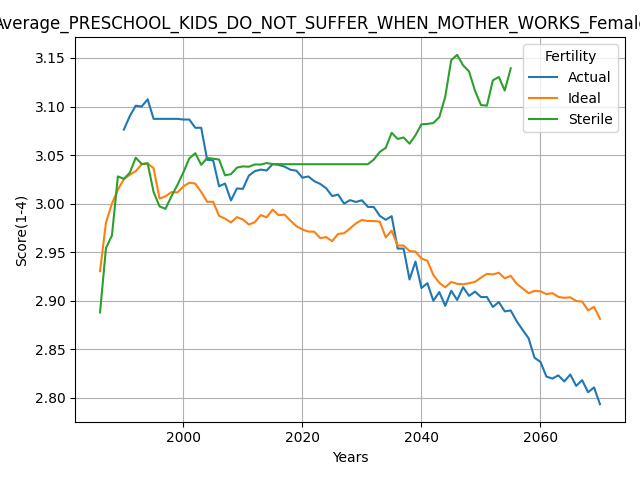 Average_PRESCHOOL_KIDS_DO_NOT_SUFFER_WHEN_MOTHER_WORKS_Female
3.15
3.10
3.05
3.00
2.95
2.90
2.85
2.80
Score(1-4)
Fertility
Actual
Ideal
Sterile
2000
2020
2040
2060
Years